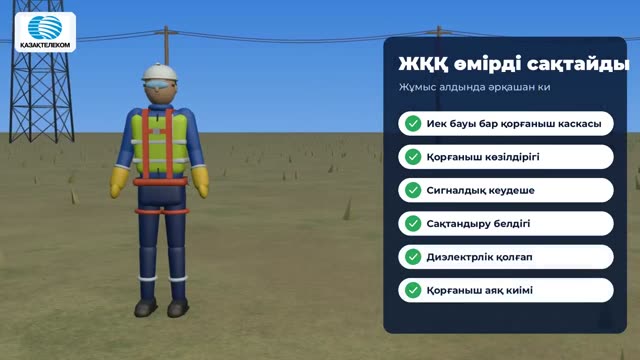 КАЗАКТЕЛЕКОМ
ЖҚҚ өмірді сақтайды
Жұмыс алдында әрқашан ки
Иек бауы бар қорғаныш каскасы
Қорғаныш көзілдірігі
Сигналдық кеудеше
Сақтандыру белдігі
Диэлектрлік қолғап
Қорғаныш аяқ киімі